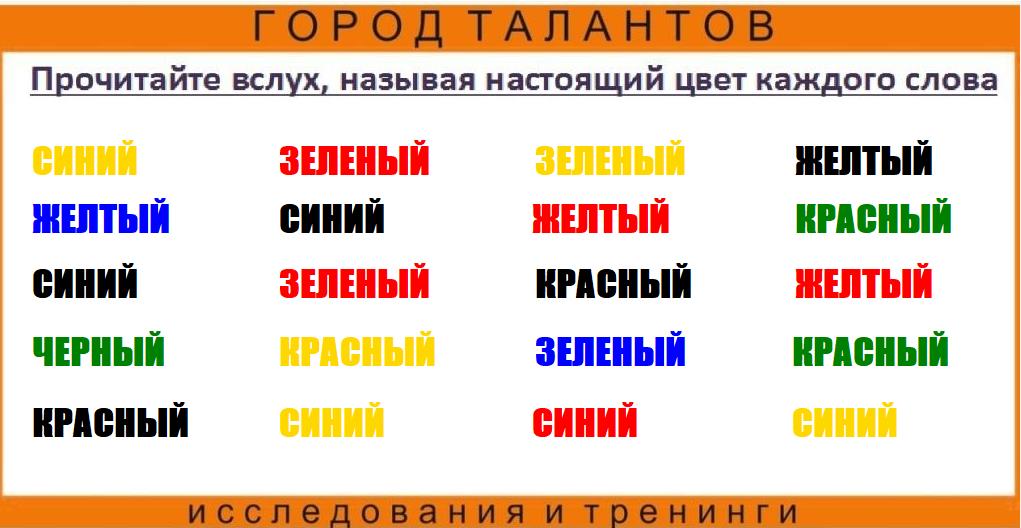 ГОРОД ТАЛАНТОВ
Прочитайте вслух, называя настоящий цвет каждого слова
СИНИЙ ЗЕЛЕНЫЙ ЗЕЛЕНЫЙ ЖЕЛТЫЙ
ЖЕЛТЫЙ СИНИЙ ЖЕЛТЫЙ КРАСНЫЙ
СИНИЙ ЗЕЛЕНЫЙ КРАСНЫЙ ЖЕЛТЫЙ
ЧЕРНЫЙ КРАСНЫЙ ЗЕЛЕНЫЙ КРАСНЫЙ
КРАСНЫЙ СИНИЙ СИНИЙ СИНИЙ
исследования и тренинги